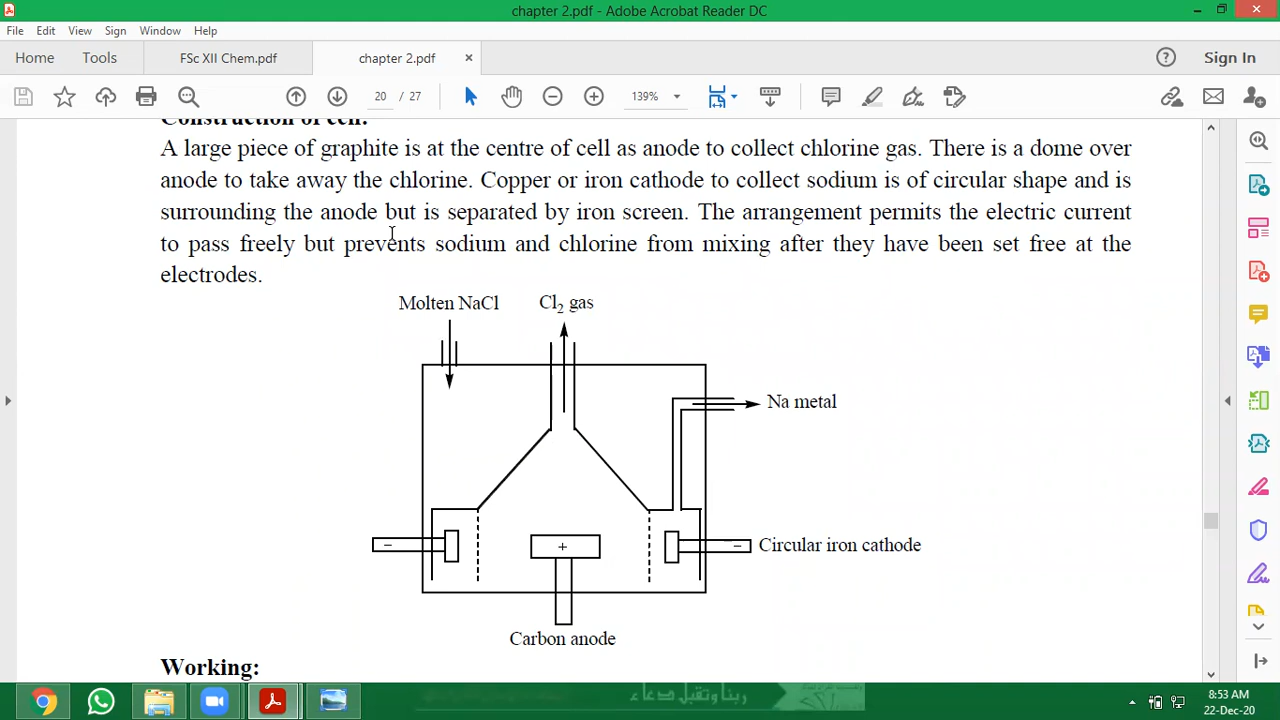 chapter 2.pdf - Adobe Acrobat Reader DC
File Edit View Sign Window Help
Home Tools FSc XII Chem.pdf chapter 2.pdf × Sign In
20 / 27 139%
Construction of cell:
A large piece of graphite is at the centre of cell as anode to collect chlorine gas. There is a dome over
anode to take away the chlorine. Copper or iron cathode to collect sodium is of circular shape and is
surrounding the anode but is separated by iron screen. The arrangement permits the electric current
to pass freely but prevents sodium and chlorine from mixing after they have been set free at the
electrodes.
Molten NaCl Cl₂ gas
Na metal
− + − Circular iron cathode
Carbon anode
Working:
ربنا وتقبل دعاء
8:53 AM
22-Dec-20